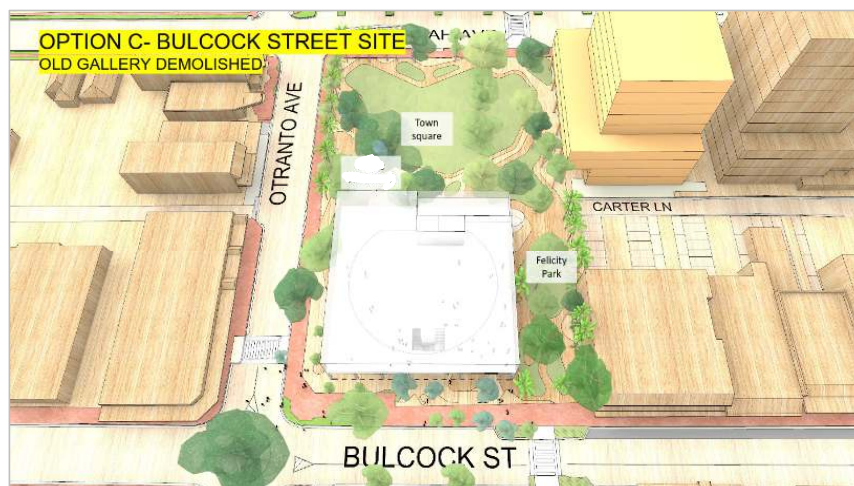 OPTION C- BULCOCK STREET SITE
OLD GALLERY DEMOLISHED
OTRANTO AVE
Town
square
CARTER LN
Felicity
Park
BULCOCK ST